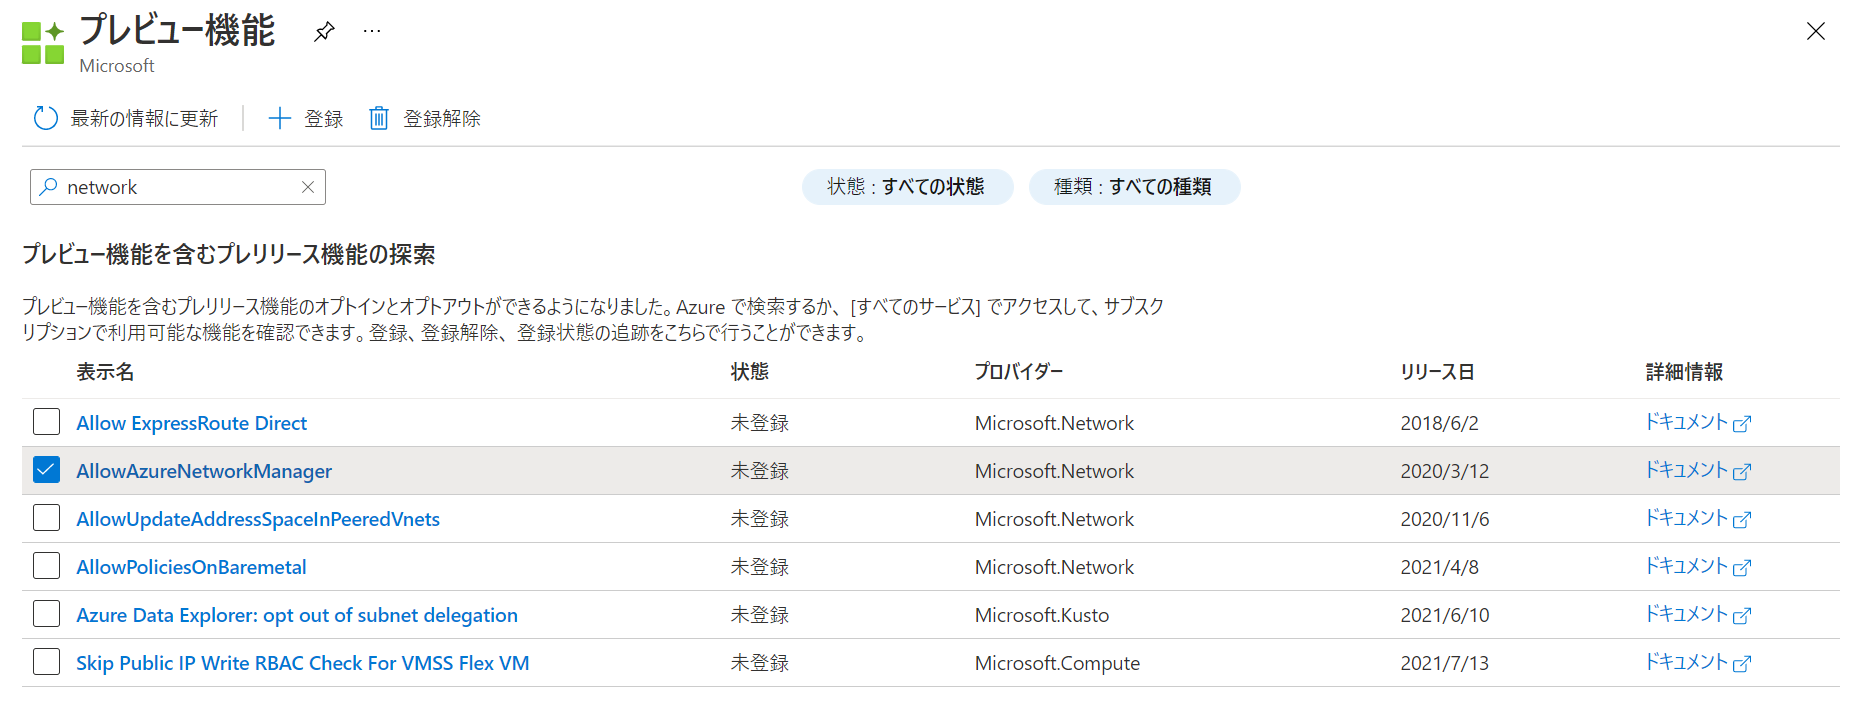 プレビュー機能
Microsoft
最新の情報に更新 登録 登録解除
network 状態 : すべての状態 種類 : すべての種類
プレビュー機能を含むプレリリース機能の探索
プレビュー機能を含むプレリリース機能のオプトインとオプトアウトができるようになりました。Azure で検索するか、[すべてのサービス] でアクセスして、サブスク
リプションで利用可能な機能を確認できます。登録、登録解除、登録状態の追跡をこちらで行うことができます。
表示名 状態 プロバイダー リリース日 詳細情報
Allow ExpressRoute Direct 未登録 Microsoft.Network 2018/6/2 ドキュメント
AllowAzureNetworkManager 未登録 Microsoft.Network 2020/3/12 ドキュメント
AllowUpdateAddressSpaceInPeeredVnets 未登録 Microsoft.Network 2020/11/6 ドキュメント
AllowPoliciesOnBaremetal 未登録 Microsoft.Network 2021/4/8 ドキュメント
Azure Data Explorer: opt out of subnet delegation 未登録 Microsoft.Kusto 2021/6/10 ドキュメント
Skip Public IP Write RBAC Check For VMSS Flex VM 未登録 Microsoft.Compute 2021/7/13 ドキュメント